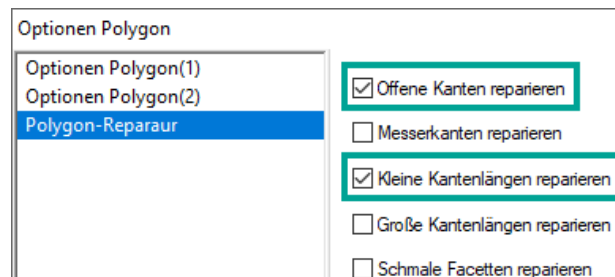 Optionen Polygon
Optionen Polygon(1)
Optionen Polygon(2)
Polygon-Reparaur
Offene Kanten reparieren
Messerkanten reparieren
Kleine Kantenlängen reparieren
Große Kantenlängen reparieren
Schmale Facetten reparieren